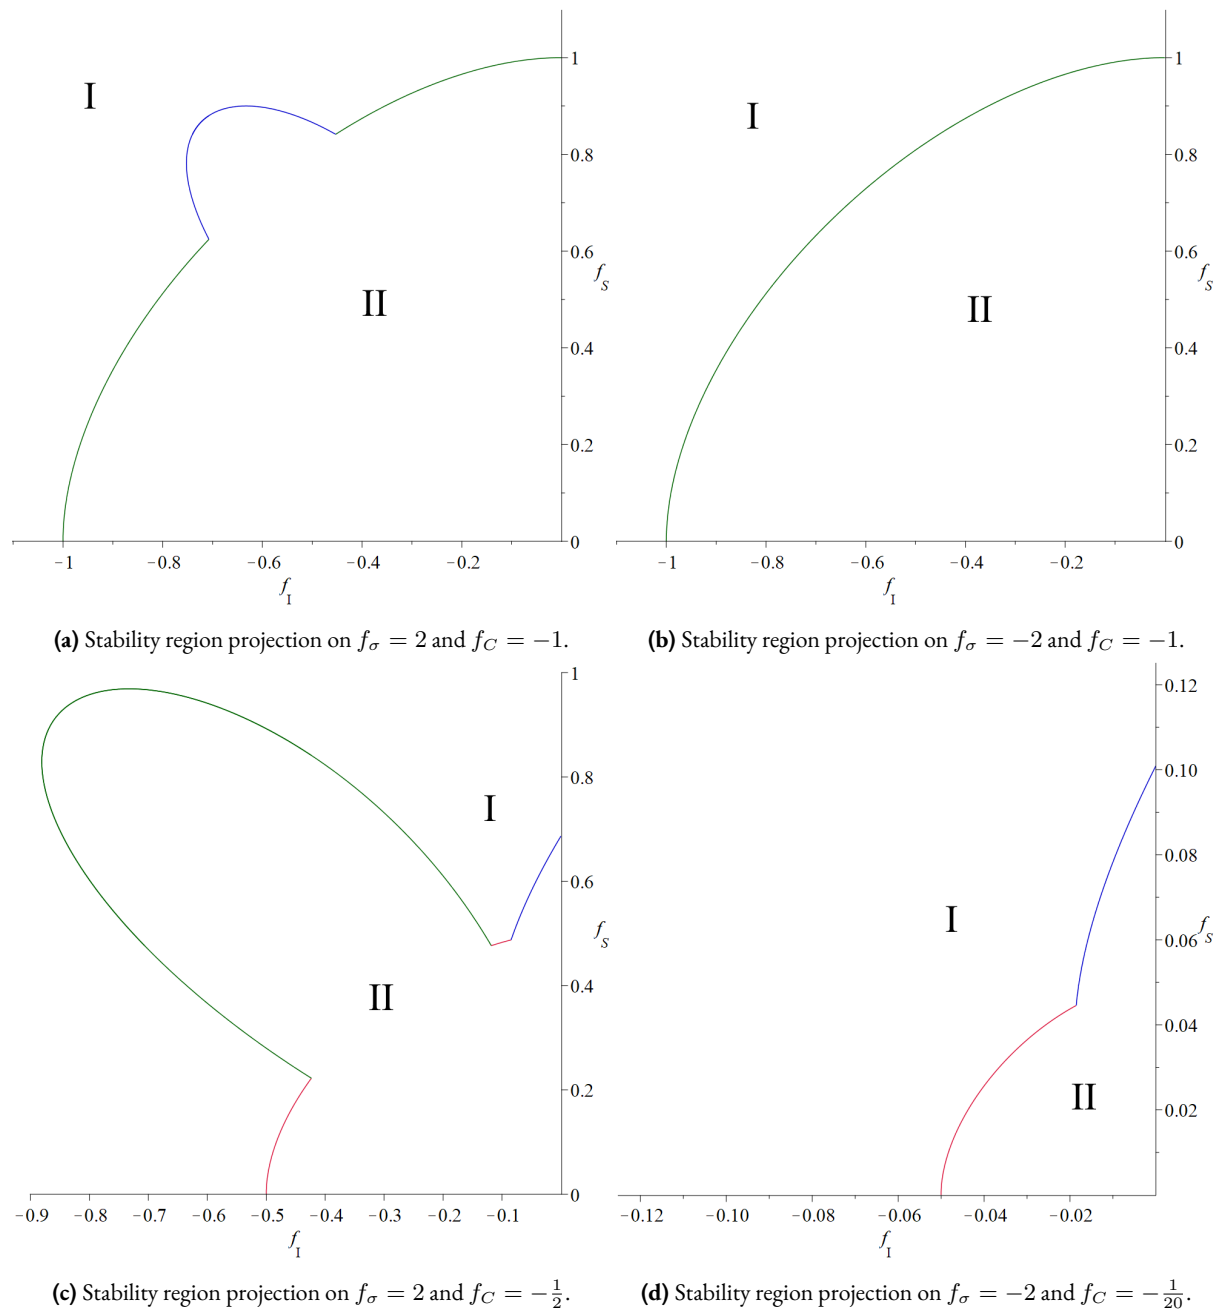 I
II
1
0.8
0.6
f_S
0.4
0.2
0
−1 −0.8 −0.6 −0.4 −0.2
f_I
(a) Stability region projection on f_σ = 2 and f_C = −1.
I
II
1
0.8
0.6
f_S
0.4
0.2
0
−1 −0.8 −0.6 −0.4 −0.2
f_I
(b) Stability region projection on f_σ = −2 and f_C = −1.
1
0.8
I
0.6
f_S
II
0.4
0.2
0
−0.9 −0.8 −0.7 −0.6 −0.5 −0.4 −0.3 −0.2 −0.1
f_I
(c) Stability region projection on f_σ = 2 and f_C = −1/2.
0.12
0.10
0.08
I
0.06 f_S
0.04
II
0.02
−0.12 −0.10 −0.08 −0.06 −0.04 −0.02
f_I
(d) Stability region projection on f_σ = −2 and f_C = −1/20.